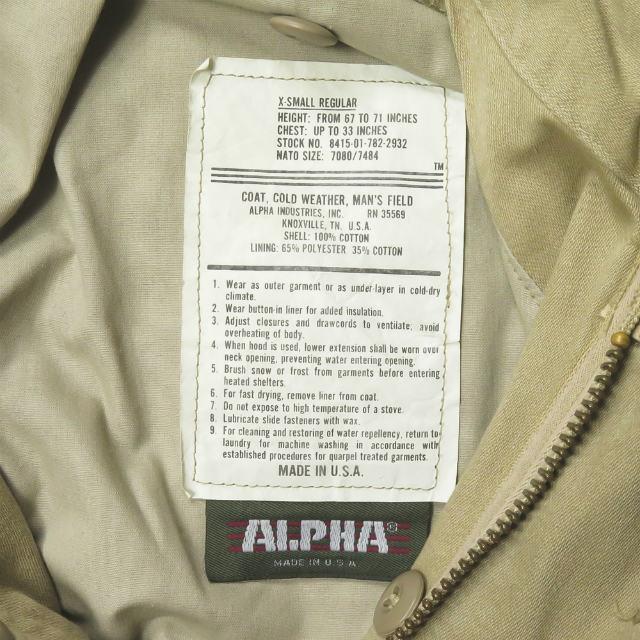 X-SMALL REGULAR
HEIGHT: FROM 67 TO 71 INCHES
CHEST: UP TO 33 INCHES
STOCK NO. 8415-01-782-2932
NATO SIZE: 7080/7484
TM
COAT, COLD WEATHER, MAN'S FIELD
ALPHA INDUSTRIES, INC. RN 35569
KNOXVILLE, TN. U.S.A.
SHELL: 100% COTTON
LINING: 65% POLYESTER 35% COTTON
1. Wear as outer garment or as under-layer in cold-dry
climate.
2. Wear button-in liner for added insulation.
3. Adjust closures and drawcords to ventilate; avoid
overheating of body.
4. When hood is used, lower extension shall be worn over
neck opening, preventing water entering opening.
5. Brush snow or frost from garments before entering
heated shelters.
6. For fast drying, remove liner from coat.
7. Do not expose to high temperature of a stove.
8. Lubricate slide fasteners with wax.
9. For cleaning and restoring of water repellency, return to
laundry for machine washing in accordance with
established procedures for quarpel treated garments.
MADE IN U.S.A.
ALPHA®
MADE IN U S A